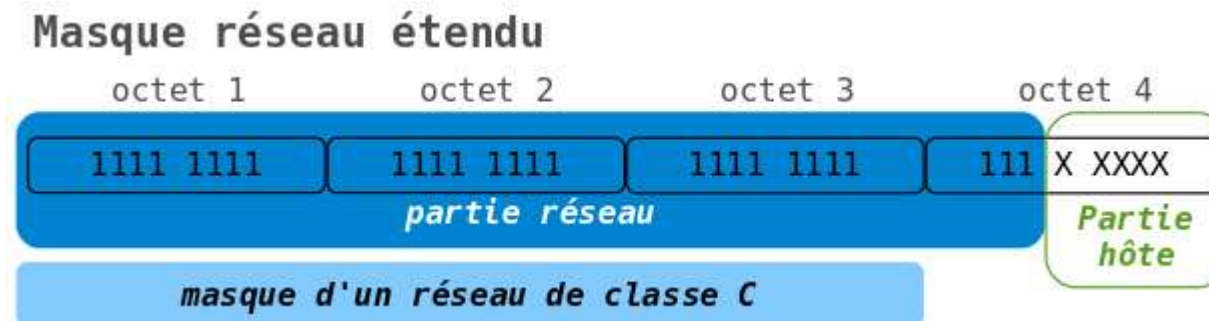 Masque réseau étendu
octet 1 octet 2 octet 3 octet 4
1111 1111 1111 1111 1111 1111 111 X XXXX
partie réseau
Partie
hôte
masque d'un réseau de classe C